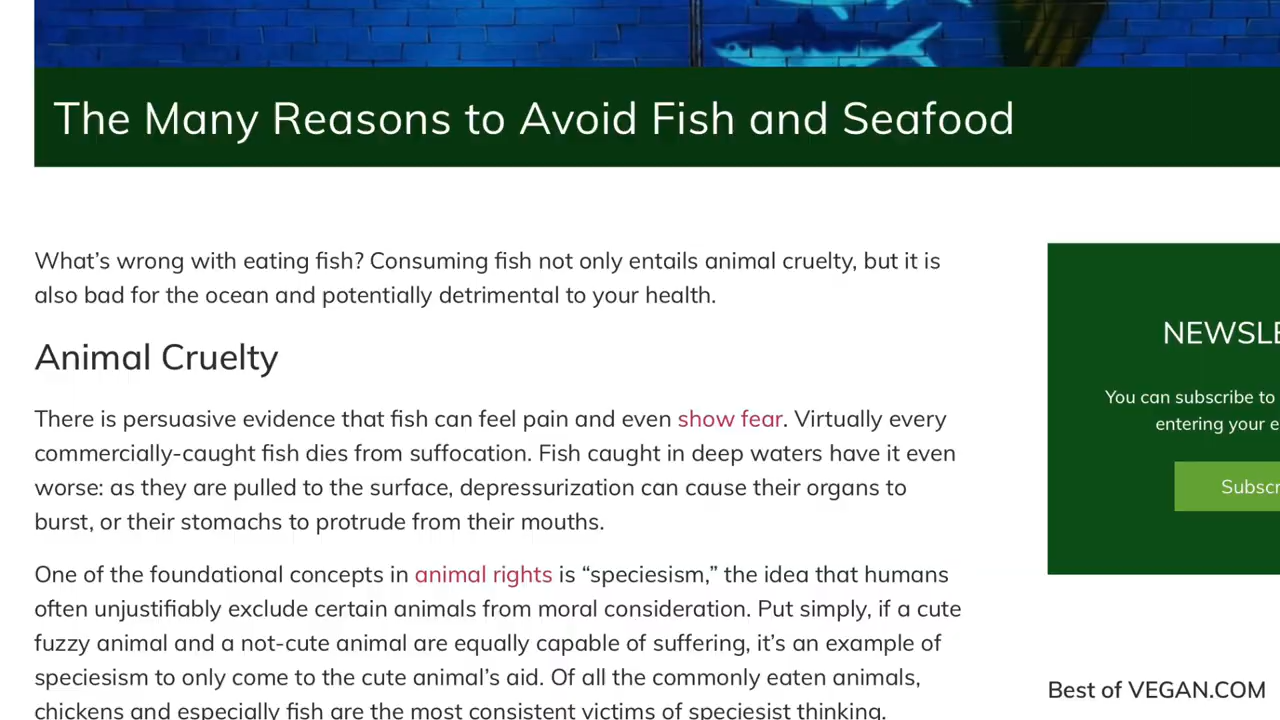 The Many Reasons to Avoid Fish and Seafood
What’s wrong with eating fish? Consuming fish not only entails animal cruelty, but it is
also bad for the ocean and potentially detrimental to your health.
Animal Cruelty
There is persuasive evidence that fish can feel pain and even show fear. Virtually every
commercially-caught fish dies from suffocation. Fish caught in deep waters have it even
worse: as they are pulled to the surface, depressurization can cause their organs to
burst, or their stomachs to protrude from their mouths.
One of the foundational concepts in animal rights is “speciesism,” the idea that humans
often unjustifiably exclude certain animals from moral consideration. Put simply, if a cute
fuzzy animal and a not-cute animal are equally capable of suffering, it’s an example of
speciesism to only come to the cute animal’s aid. Of all the commonly eaten animals,
chickens and especially fish are the most consistent victims of speciesist thinking.
NEWSLE
You can subscribe to
entering your e
Subscr
Best of VEGAN.COM